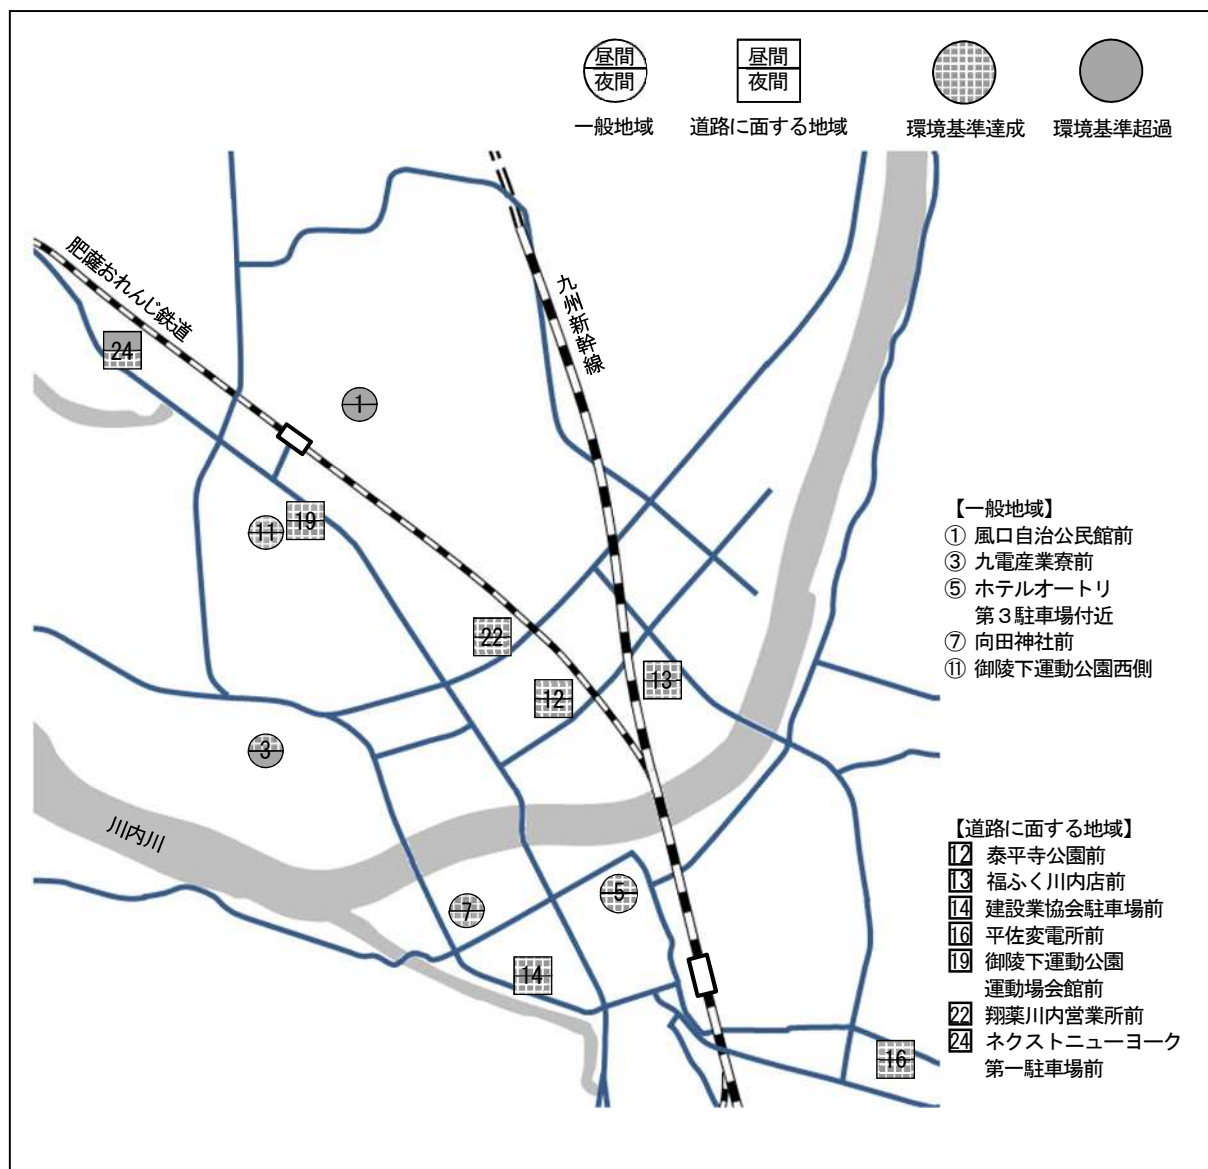 昼間
夜間
一般地域
昼間
夜間
道路に面する地域
環境基準達成
環境基準超過
肥薩おれんじ鉄道
九州新幹線
24
1
11
19
22
12
13
3
川内川
7
5
14
16
【一般地域】
① 風口自治公民館前
③ 九電産業寮前
⑤ ホテルオートリ
第3駐車場付近
⑦ 向田神社前
⑪ 御陵下運動公園西側
【道路に面する地域】
12 泰平寺公園前
13 福ふく川内店前
14 建設業協会駐車場前
16 平佐変電所前
19 御陵下運動公園
運動場会館前
22 翔薬川内営業所前
24 ネクストニューヨーク
第一駐車場前